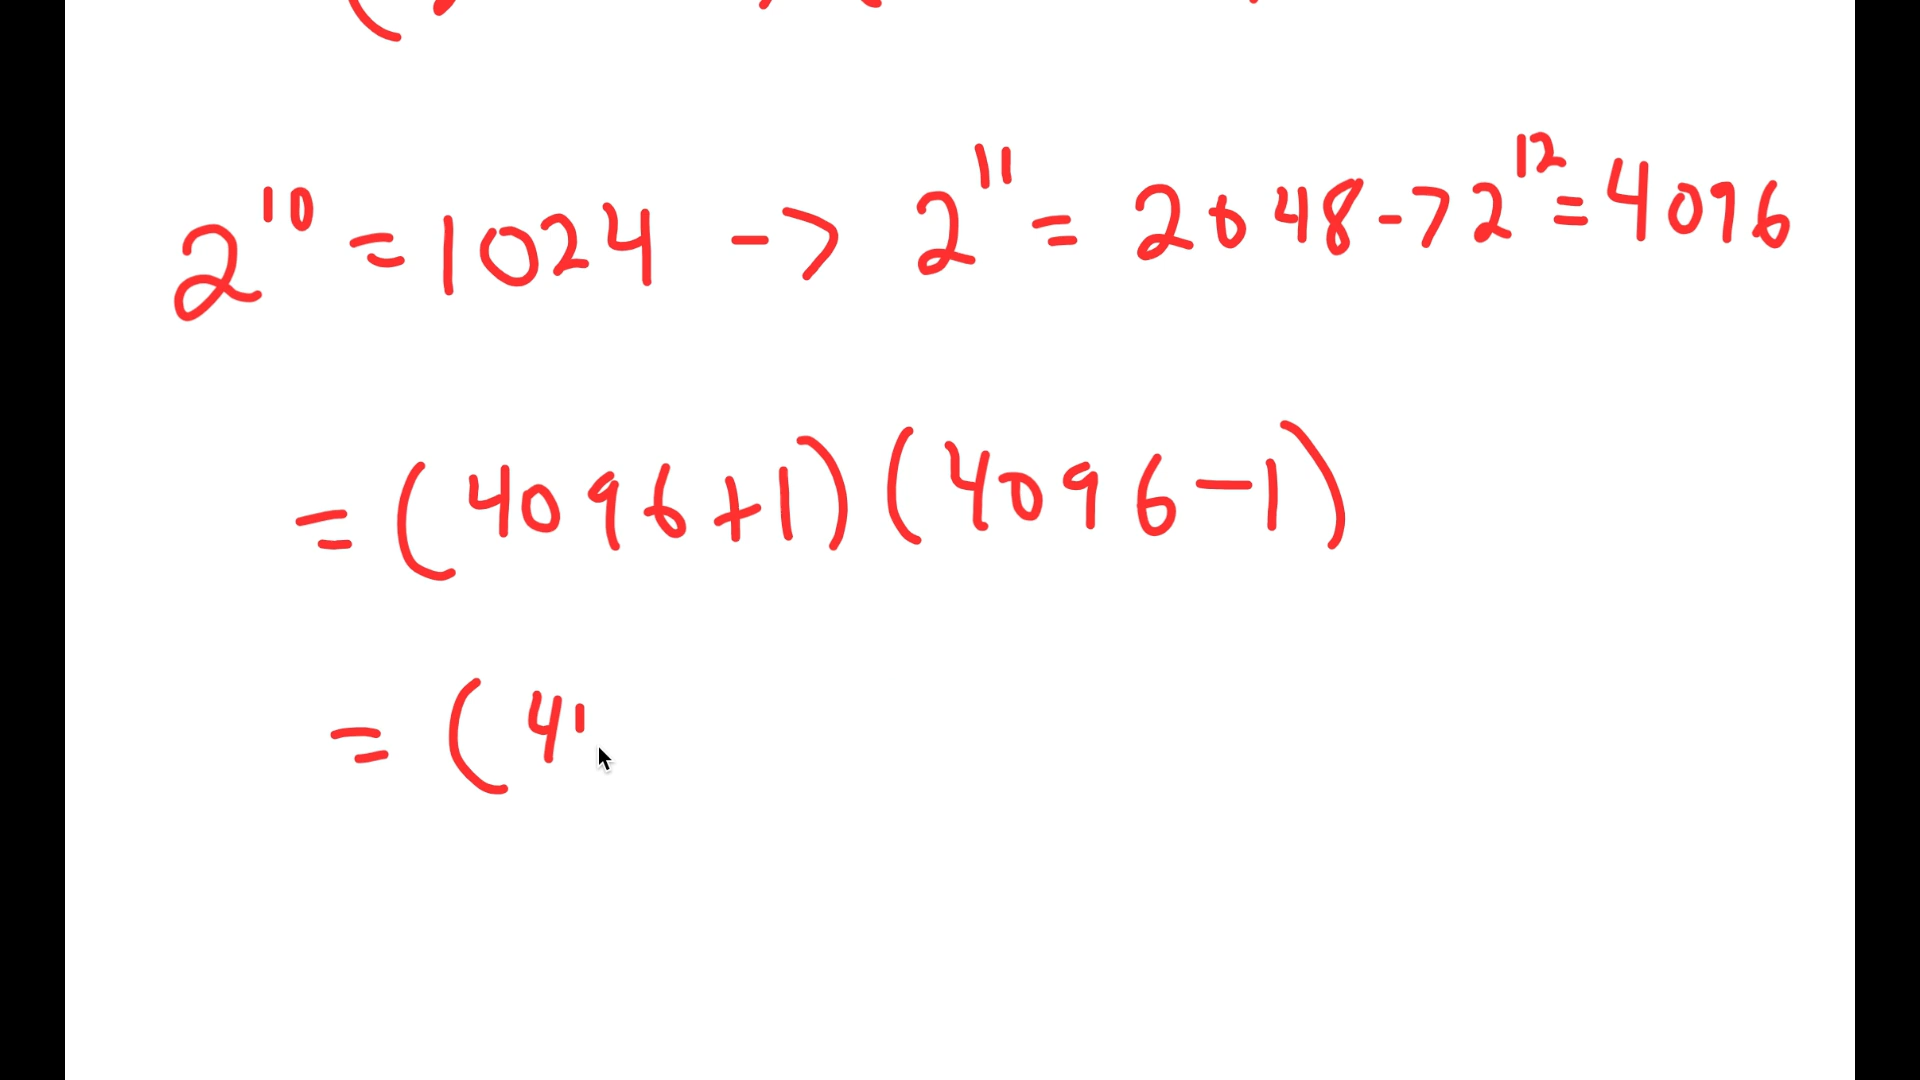 2^10 = 1024 -> 2^11 = 2048 -> 2^12 = 4096
= (4096+1)(4096-1)
= (4